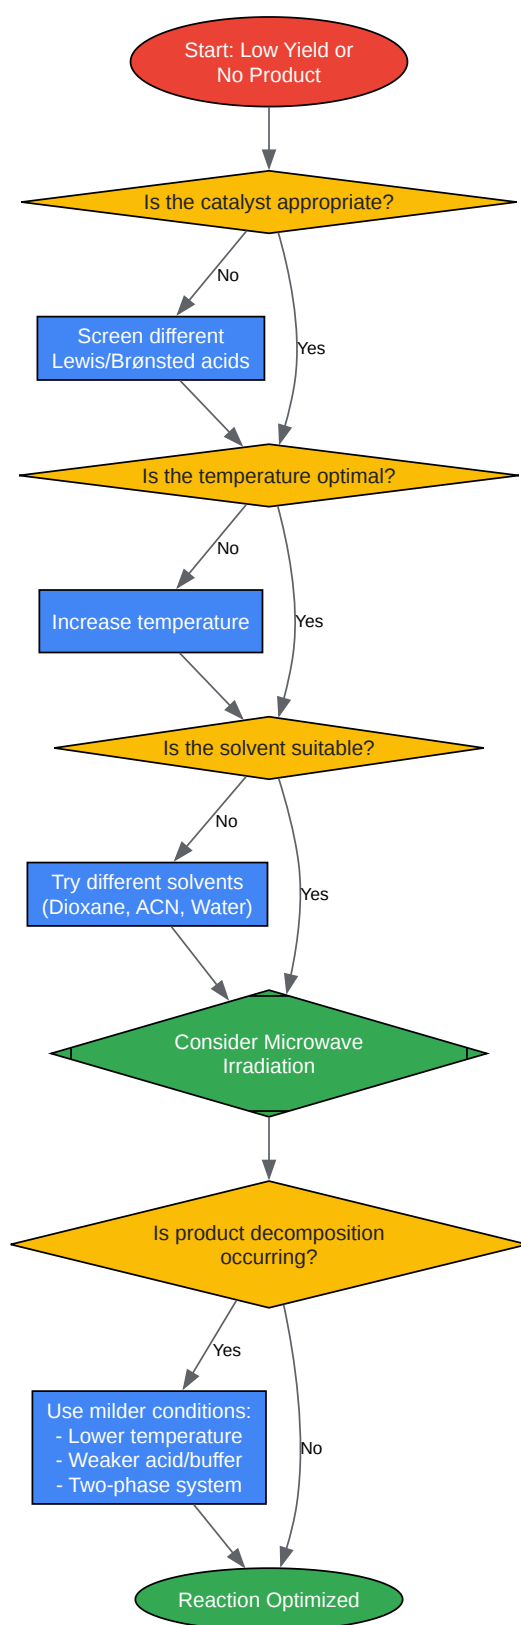 Start: Low Yield or
No Product
Is the catalyst appropriate?
No
Screen different
Lewis/Brønsted acids
Yes
Is the temperature optimal?
No
Increase temperature
Yes
Is the solvent suitable?
No
Try different solvents
(Dioxane, ACN, Water)
Yes
Consider Microwave
Irradiation
Is product decomposition
occurring?
Yes
Use milder conditions:
- Lower temperature
- Weaker acid/buffer
- Two-phase system
No
Reaction Optimized